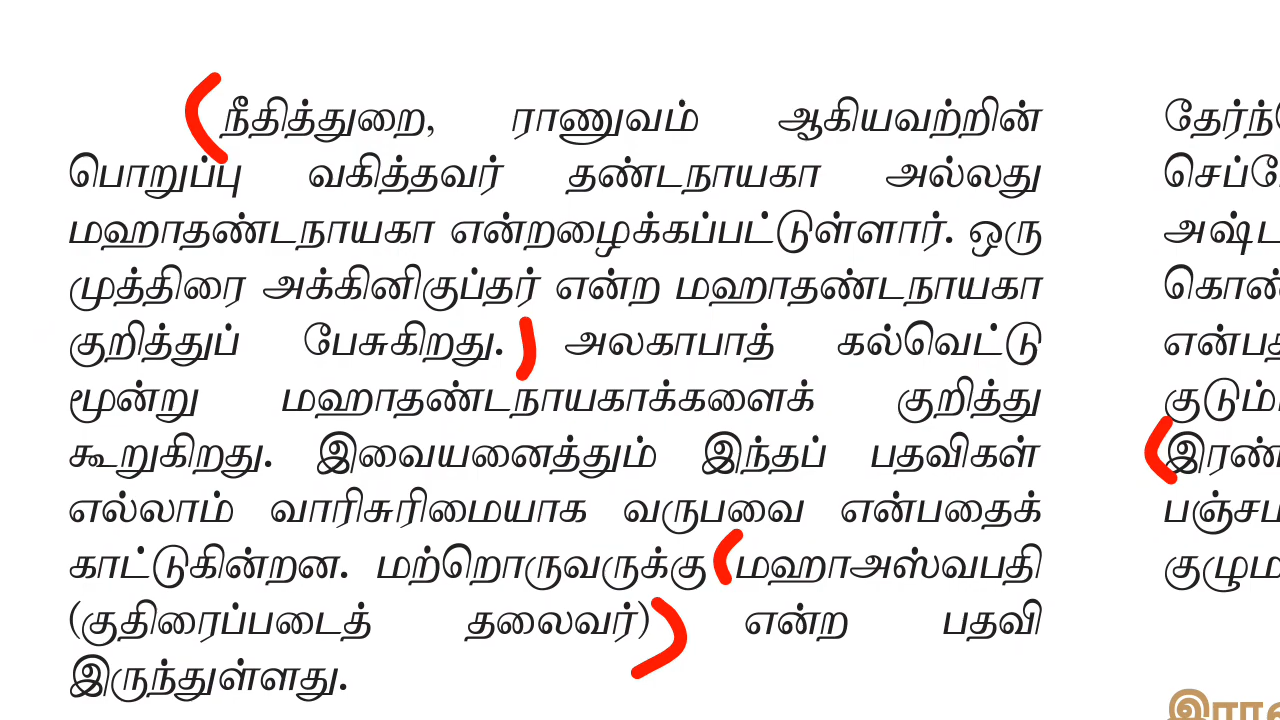 நீதித்துறை, ராணுவம் ஆகியவற்றின்
பொறுப்பு வகித்தவர் தண்டநாயகா அல்லது
மஹாதண்டநாயகா என்றழைக்கப்பட்டுள்ளார். ஒரு
முத்திரை அக்கினிகுப்தர் என்ற மஹாதண்டநாயகா
குறித்துப் பேசுகிறது. அலகாபாத் கல்வெட்டு
மூன்று மஹாதண்டநாயகாக்களைக் குறித்து
கூறுகிறது. இவையனைத்தும் இந்தப் பதவிகள்
எல்லாம் வாரிசுரிமையாக வருபவை என்பதைக்
காட்டுகின்றன. மற்றொருவருக்கு மஹாஅஸ்வபதி
(குதிரைப்படைத் தலைவர்) என்ற பதவி
இருந்துள்ளது.